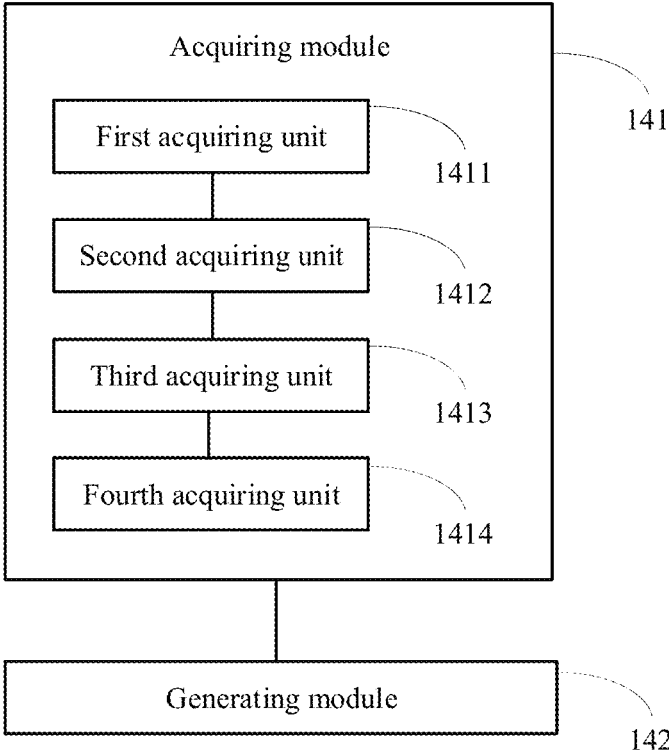 Acquiring module
141
First acquiring unit
1411
Second acquiring unit
1412
Third acquiring unit
1413
Fourth acquiring unit
1414
Generating module
142